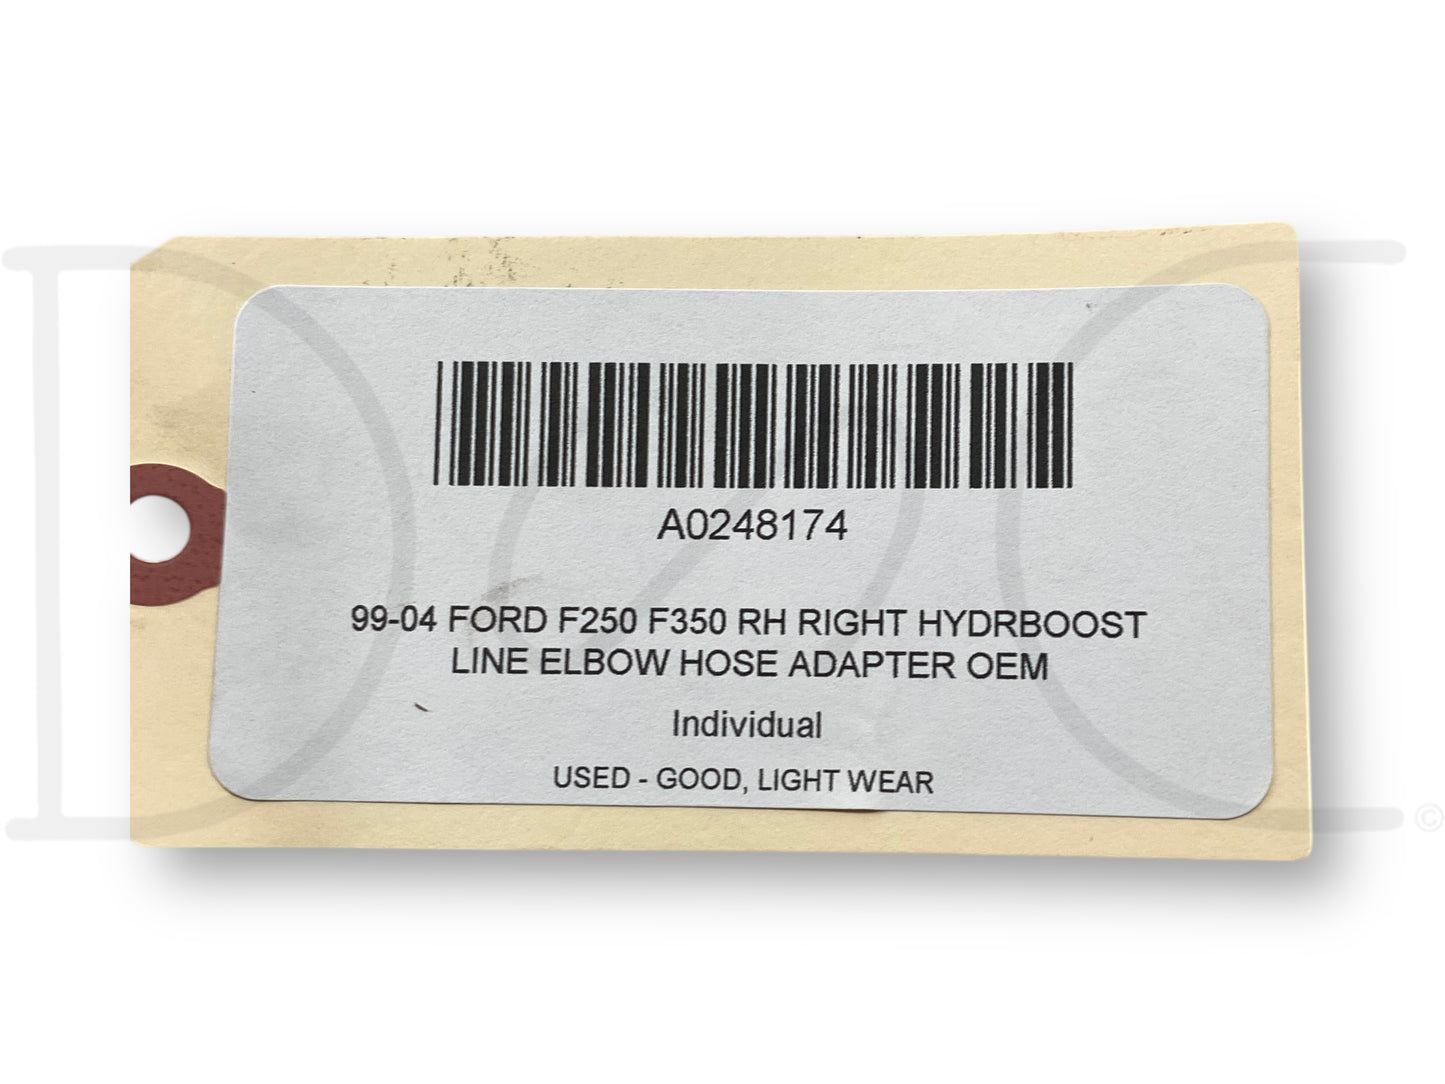 A0248174
99-04 FORD F250 F350 RH RIGHT HYDRBOOST
LINE ELBOW HOSE ADAPTER OEM
Individual
USED - GOOD, LIGHT WEAR
©